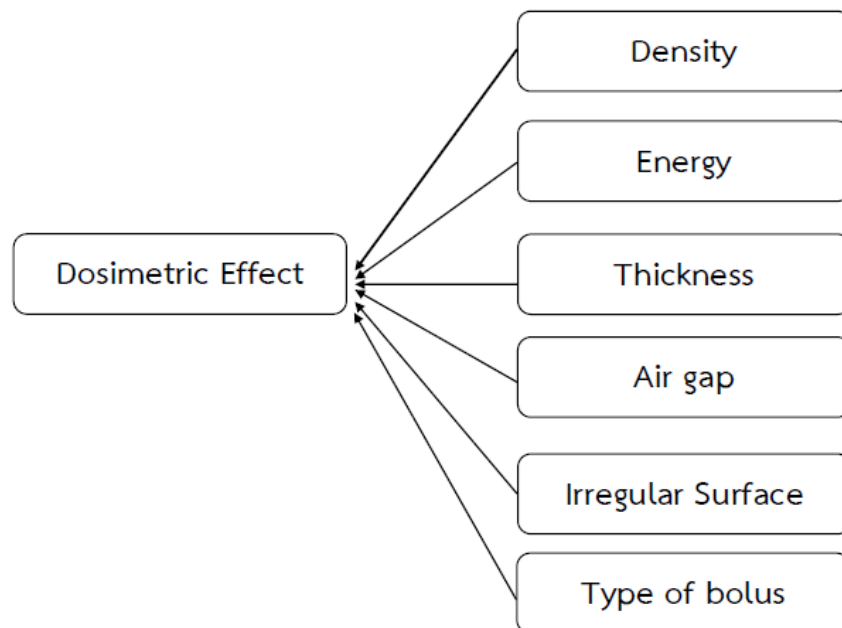 Density
Energy
Dosimetric Effect
Thickness
Air gap
Irregular Surface
Type of bolus